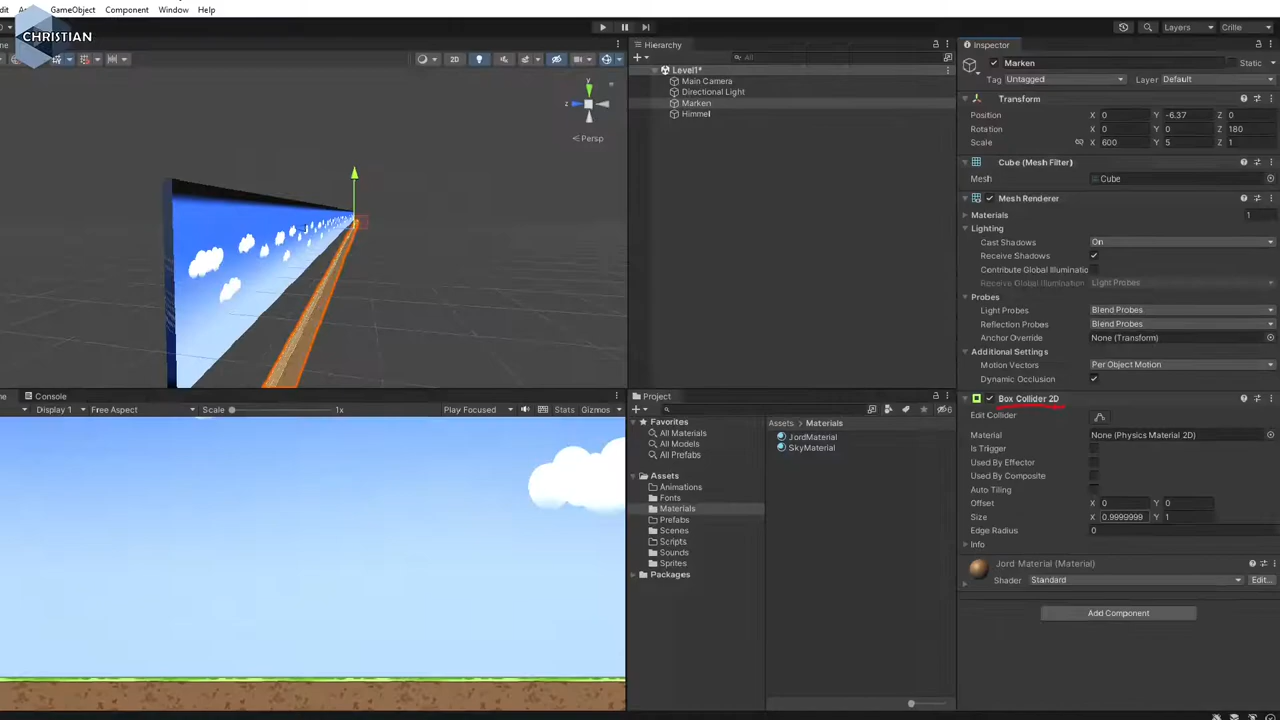 GameObject Component Window Help
CHRISTIAN
Layers
Crille
2D
y
z
Persp
Hierarchy
All
Level1*
Main Camera
Directional Light
Marken
Himmel
Console
Display 1 Free Aspect Scale 1x Play Focused Stats Gizmos
Project
6
Favorites
All Materials
All Models
All Prefabs
Assets
Animations
Fonts
Materials
Prefabs
Scenes
Scripts
Sounds
Sprites
Packages
Assets Materials
JordMaterial
SkyMaterial
Inspector
Marken Static
Tag Untagged Layer Default
Transform
Position X 0 Y -6.37 Z 0
Rotation X 0 Y 0 Z 180
Scale X 600 Y 5 Z 1
Cube (Mesh Filter)
Mesh Cube
Mesh Renderer
Materials 1
Lighting
Cast Shadows On
Receive Shadows
Contribute Global Illuminatio
Receive Global Illumination Light Probes
Probes
Light Probes Blend Probes
Reflection Probes Blend Probes
Anchor Override None (Transform)
Additional Settings
Motion Vectors Per Object Motion
Dynamic Occlusion
Box Collider 2D
Edit Collider
Material None (Physics Material 2D)
Is Trigger
Used By Effector
Used By Composite
Auto Tiling
Offset X 0 Y 0
Size X 0.9999999 Y 1
Edge Radius 0
Info
Jord Material (Material)
Shader Standard Edit...
Add Component